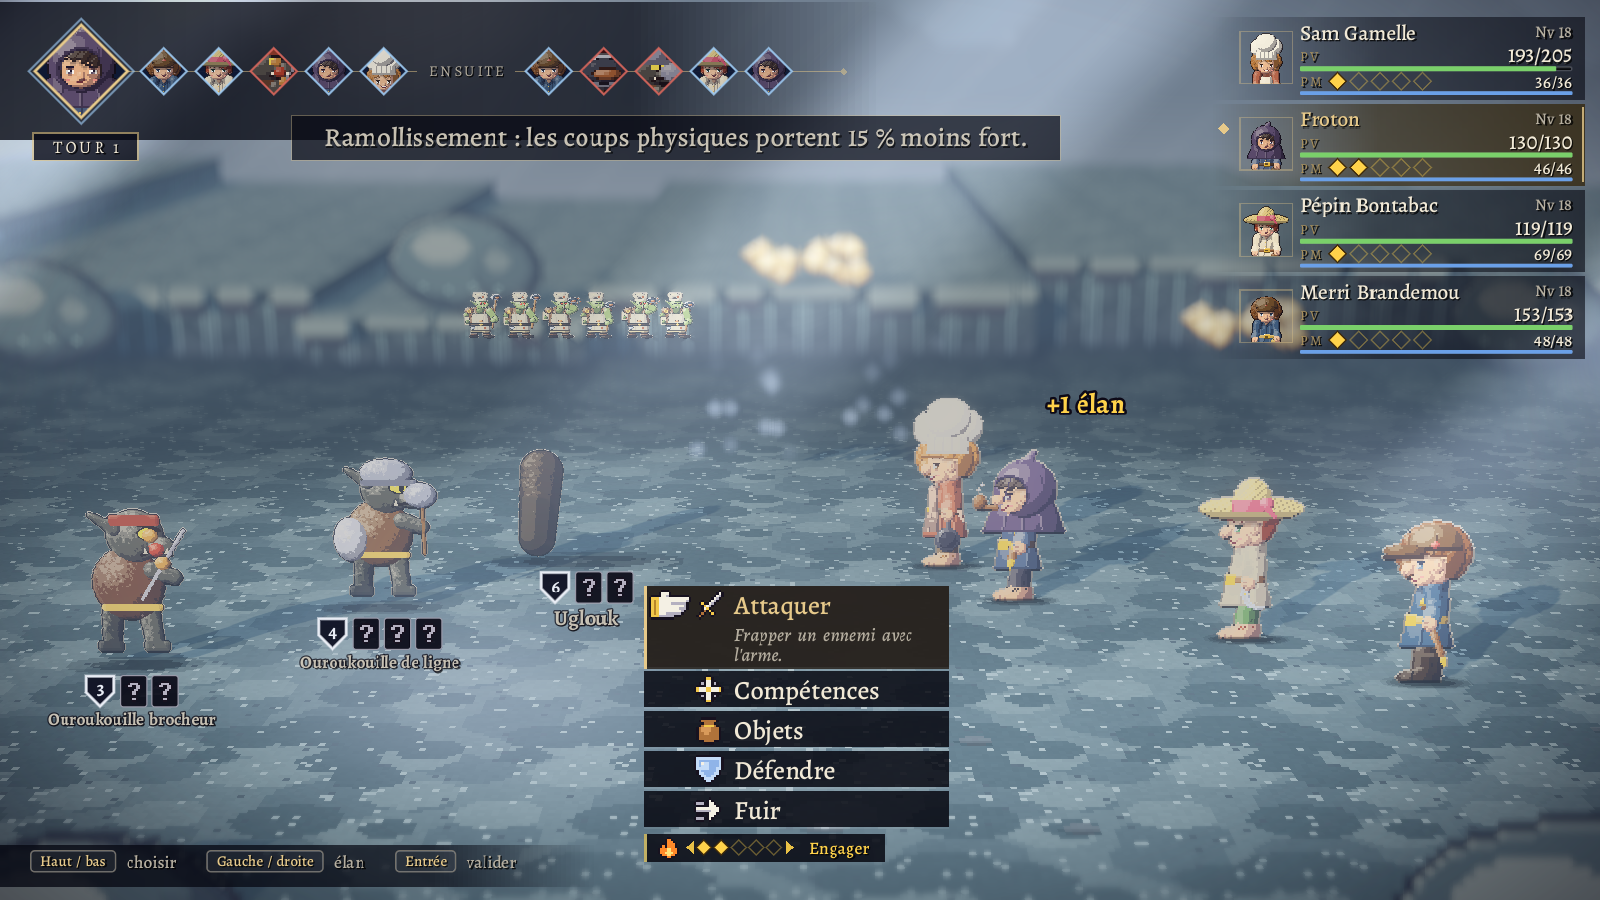 ENSUITE
TOUR 1
Ramollissement : les coups physiques portent 15 % moins fort.
Sam Gamelle Nv 18
PV 193/205
PM 36/36
Froton Nv 18
PV 130/130
PM 46/46
Pépin Bontabac Nv 18
PV 119/119
PM 69/69
Merri Brandemou Nv 18
PV 153/153
PM 48/48
+1 élan
6 ? ?
Uglouk
4 ? ? ?
Ouroukouille de ligne
3 ? ?
Ouroukouille brocheur
Attaquer
Frapper un ennemi avec
l'arme.
Compétences
Objets
Défendre
Fuir
Engager
Haut / bas choisir Gauche / droite élan Entrée valider